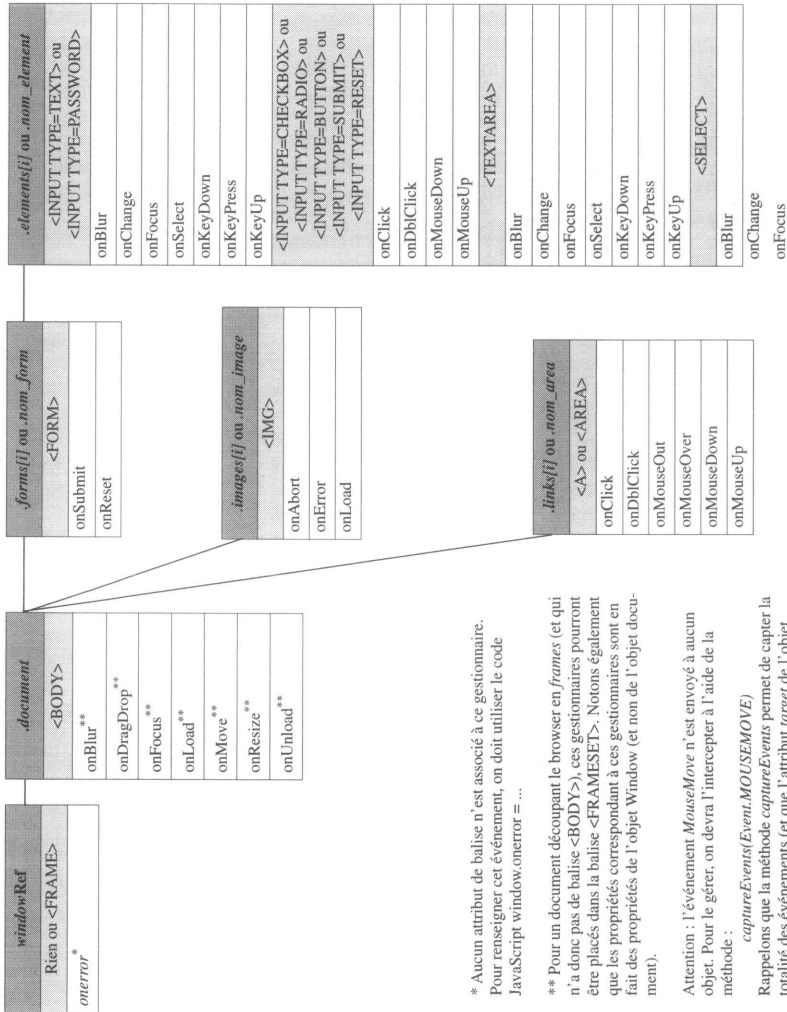 windowRef
Rien ou <FRAME>
onerror*
.document
<BODY>
onBlur**
onDragDrop**
onFocus**
onLoad**
onMove**
onResize**
onUnload**
.forms[i] ou .nom_form
<FORM>
onSubmit
onReset
.images[i] ou .nom_image
<IMG>
onAbort
onError
onLoad
.links[i] ou .nom_area
<A> ou <AREA>
onClick
onDblClick
onMouseOut
onMouseOver
onMouseDown
onMouseUp
.elements[i] ou .nom_element
<INPUT TYPE=TEXT> ou
<INPUT TYPE=PASSWORD>
onBlur
onChange
onFocus
onSelect
onKeyDown
onKeyPress
onKeyUp
<INPUT TYPE=CHECKBOX> ou
<INPUT TYPE=RADIO> ou
<INPUT TYPE=BUTTON> ou
<INPUT TYPE=SUBMIT> ou
<INPUT TYPE=RESET>
onClick
onDblClick
onMouseDown
onMouseUp
<TEXTAREA>
onBlur
onChange
onFocus
onSelect
onKeyDown
onKeyPress
onKeyUp
<SELECT>
onBlur
onChange
onFocus
* Aucun attribut de balise n'est associé à ce gestionnaire.
Pour renseigner cet événement, on doit utiliser le code
JavaScript window.onerror = ...
** Pour un document découpant le browser en frames (et qui
n'a donc pas de balise <BODY>), ces gestionnaires pourront
être placés dans la balise <FRAMESET>. Notons également
que les propriétés correspondant à ces gestionnaires sont en
fait des propriétés de l'objet Window (et non de l'objet docu-
ment).
Attention : l'événement MouseMove n'est envoyé à aucun
objet. Pour le gérer, on devra l'intercepter à l'aide de la
méthode :
captureEvents(Event.MOUSEMOVE)
Rappelons que la méthode captureEvents permet de capter la
totalité des événements (et que l'attribut target de l'objet